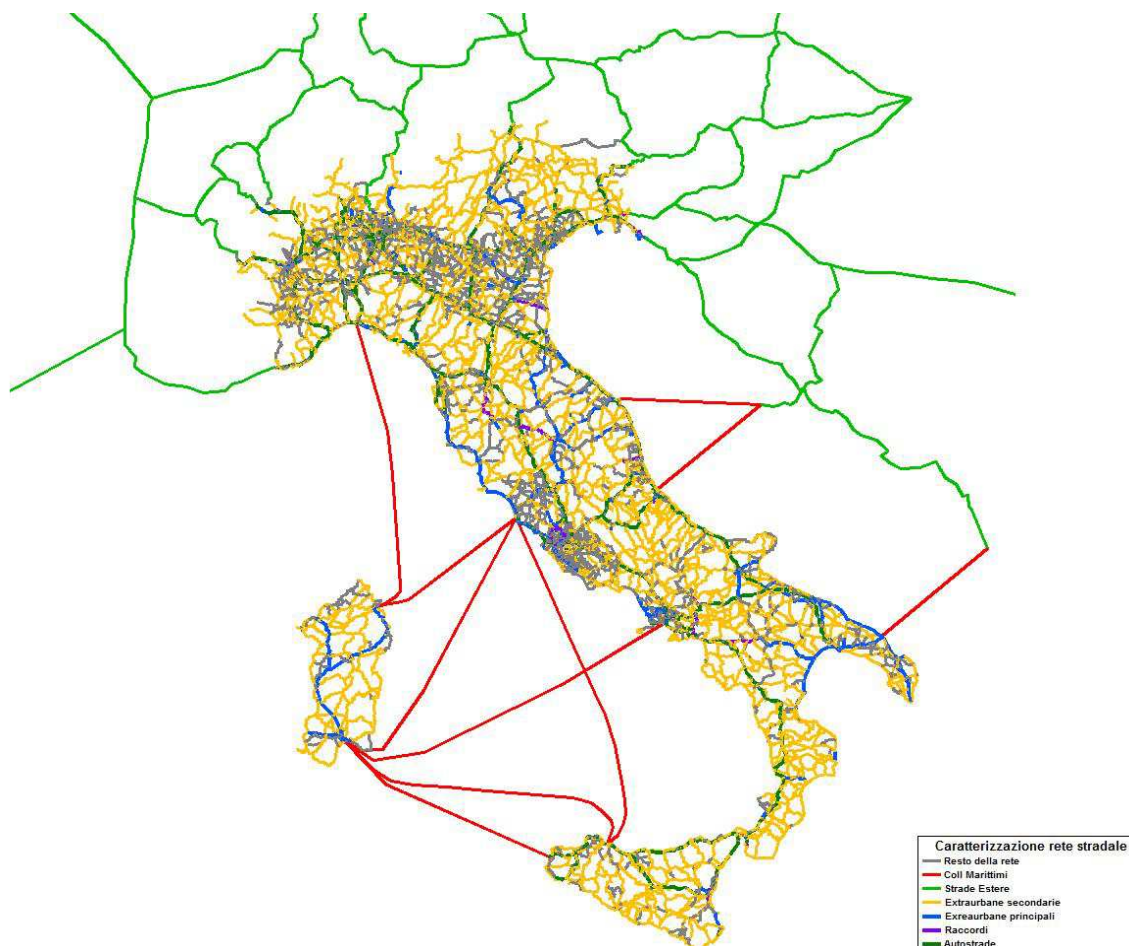 Caratterizzazione rete stradale
Resto della rete
Coll Marittimi
Strade Estere
Extraurbane secondarie
Exreaurbane principali
Raccordi
Autostrade